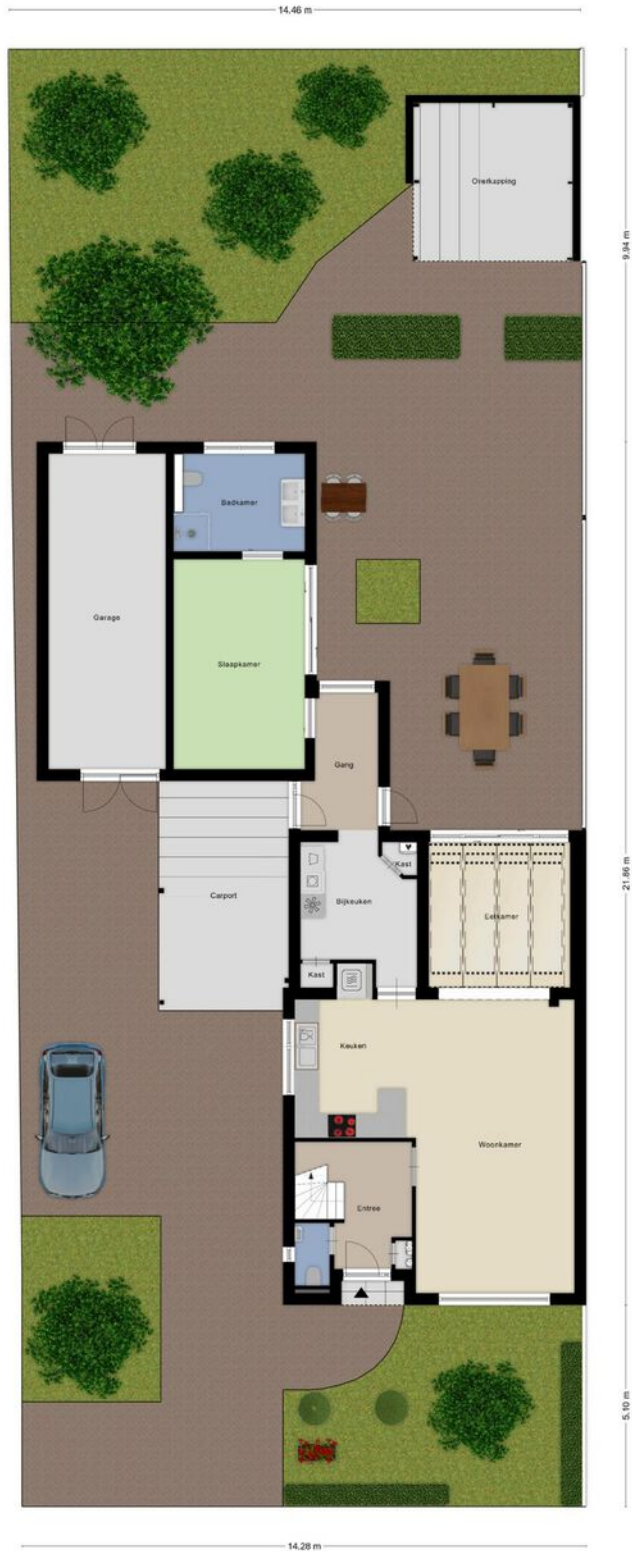 14.46 m
Overkapping
9.94 m
Badkamer
Garage
Slaapkamer
Gang
Kast
Bijkeuken
Carport
Eetkamer
21.86 m
Kast
Keuken
Woonkamer
Entree
5.10 m
14.28 m